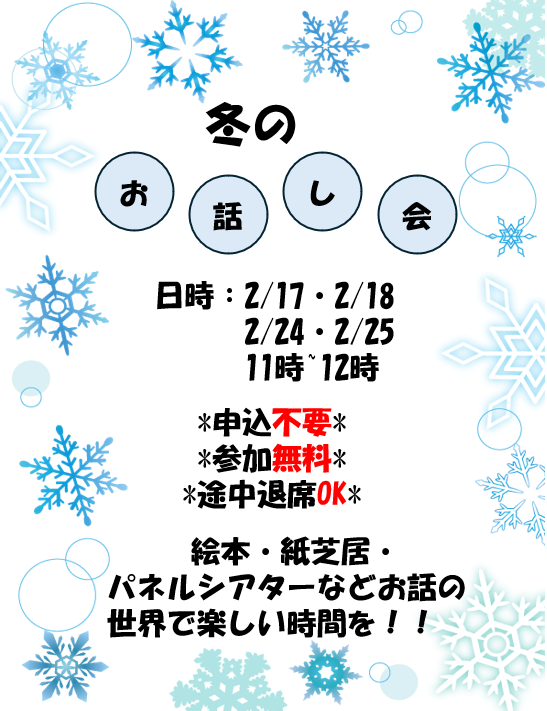 冬の
お話し会
日時：2/17・2/18
2/24・2/25
11時~12時
*申込不要*
*参加無料*
*途中退席OK*
絵本・紙芝居・
パネルシアターなどお話の
世界で楽しい時間を！！